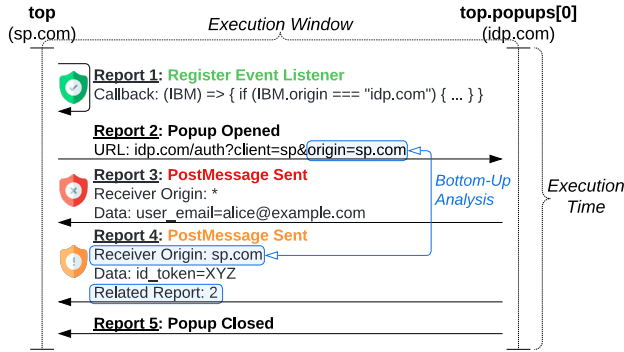 top
(sp.com)
Execution Window
top.popups[0]
(idp.com)
Report 1: Register Event Listener
Callback: (IBM) => { if (IBM.origin === "idp.com") { ... } }
Report 2: Popup Opened
URL: idp.com/auth?client=sp&origin=sp.com
Report 3: PostMessage Sent
Receiver Origin: *
Data: user_email=alice@example.com
Bottom-Up
Analysis
Execution
Time
Report 4: PostMessage Sent
Receiver Origin: sp.com
Data: id_token=XYZ
Related Report: 2
Report 5: Popup Closed